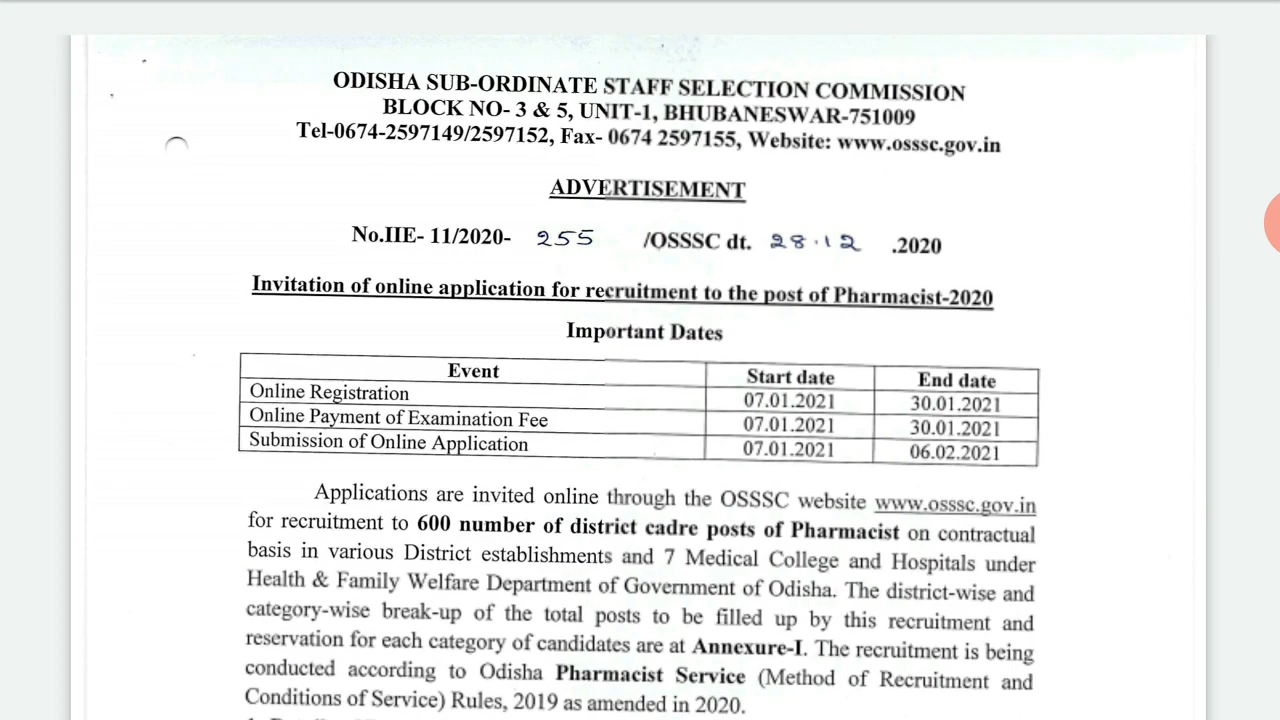 ODISHA SUB-ORDINATE STAFF SELECTION COMMISSION
BLOCK NO- 3 & 5, UNIT-1, BHUBANESWAR-751009
Tel-0674-2597149/2597152, Fax- 0674 2597155, Website: www.osssc.gov.in
ADVERTISEMENT
No.IIE- 11/2020- 255 /OSSSC dt. 28.12 .2020
Invitation of online application for recruitment to the post of Pharmacist-2020
Important Dates
Event Start date End date
Online Registration 07.01.2021 30.01.2021
Online Payment of Examination Fee 07.01.2021 30.01.2021
Submission of Online Application 07.01.2021 06.02.2021
Applications are invited online through the OSSSC website www.osssc.gov.in
for recruitment to 600 number of district cadre posts of Pharmacist on contractual
basis in various District establishments and 7 Medical College and Hospitals under
Health & Family Welfare Department of Government of Odisha. The district-wise and
category-wise break-up of the total posts to be filled up by this recruitment and
reservation for each category of candidates are at Annexure-I. The recruitment is being
conducted according to Odisha Pharmacist Service (Method of Recruitment and
Conditions of Service) Rules, 2019 as amended in 2020.